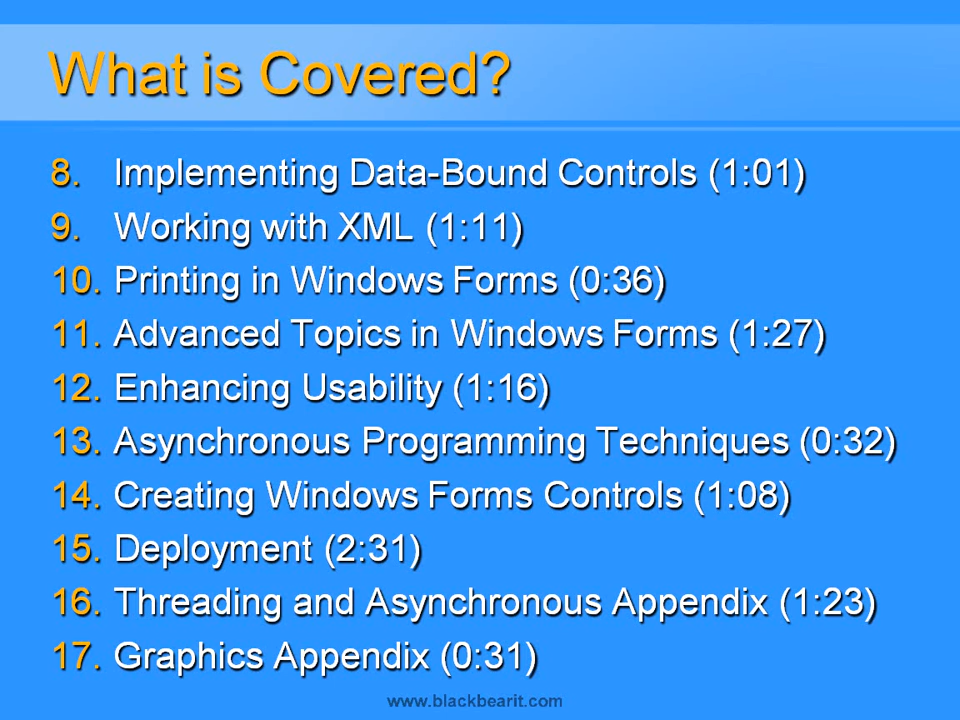 What is Covered?
8. Implementing Data-Bound Controls (1:01)
9. Working with XML (1:11)
10. Printing in Windows Forms (0:36)
11. Advanced Topics in Windows Forms (1:27)
12. Enhancing Usability (1:16)
13. Asynchronous Programming Techniques (0:32)
14. Creating Windows Forms Controls (1:08)
15. Deployment (2:31)
16. Threading and Asynchronous Appendix (1:23)
17. Graphics Appendix (0:31)
www.blackbearit.com